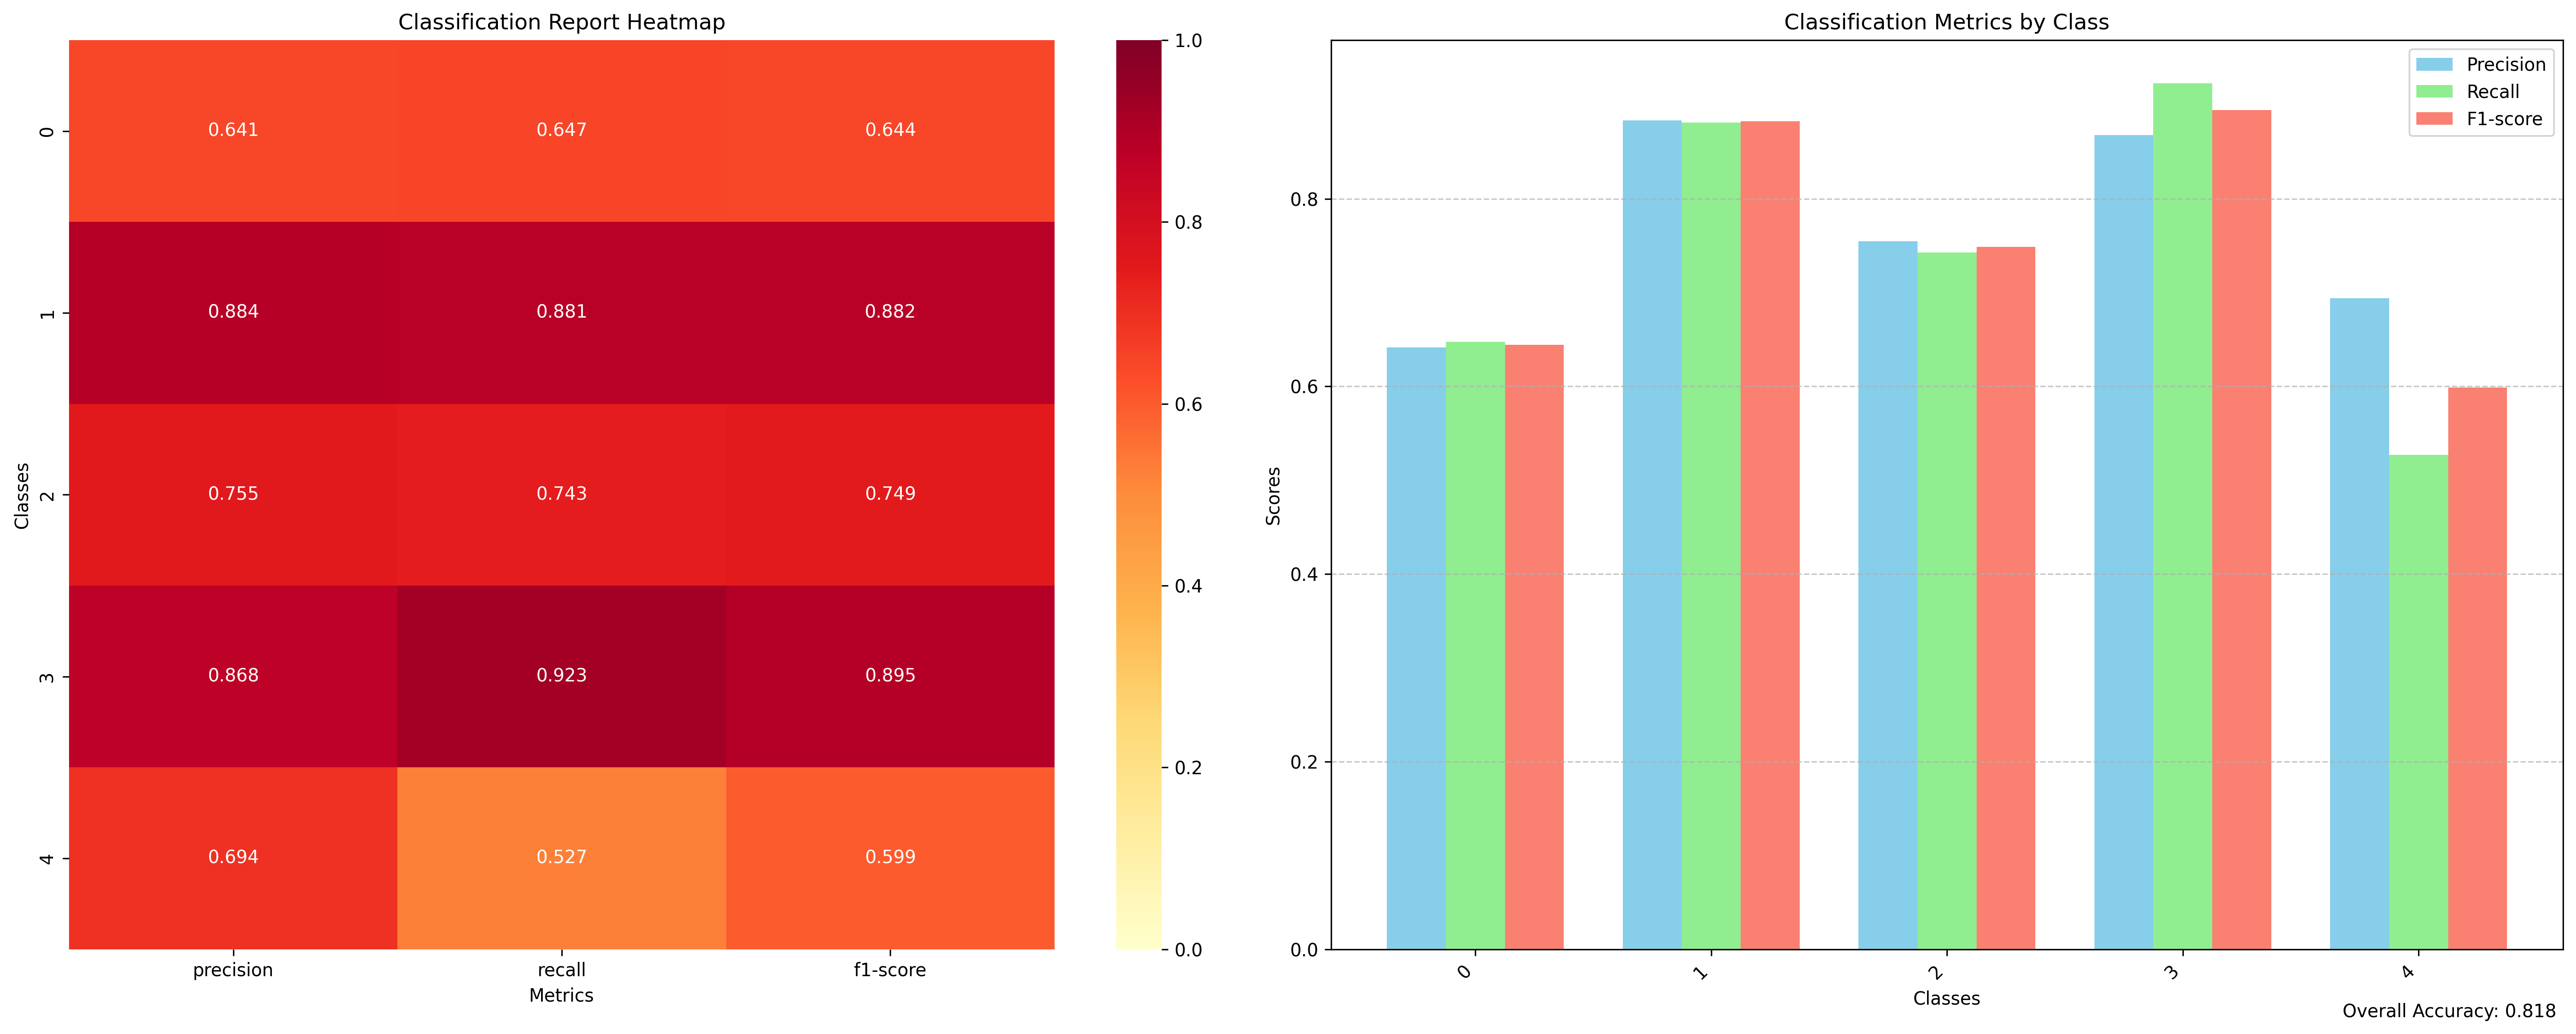 Classification Report Heatmap
0 0.641 0.647 0.644
1 0.884 0.881 0.882
2 0.755 0.743 0.749
3 0.868 0.923 0.895
4 0.694 0.527 0.599
Classes
precision recall f1-score
Metrics
1.0
0.8
0.6
0.4
0.2
0.0
Classification Metrics by Class
Precision
Recall
F1-score
0.8
0.6
0.4
0.2
0.0
Scores
0 1 2 3 4
Classes
Overall Accuracy: 0.818